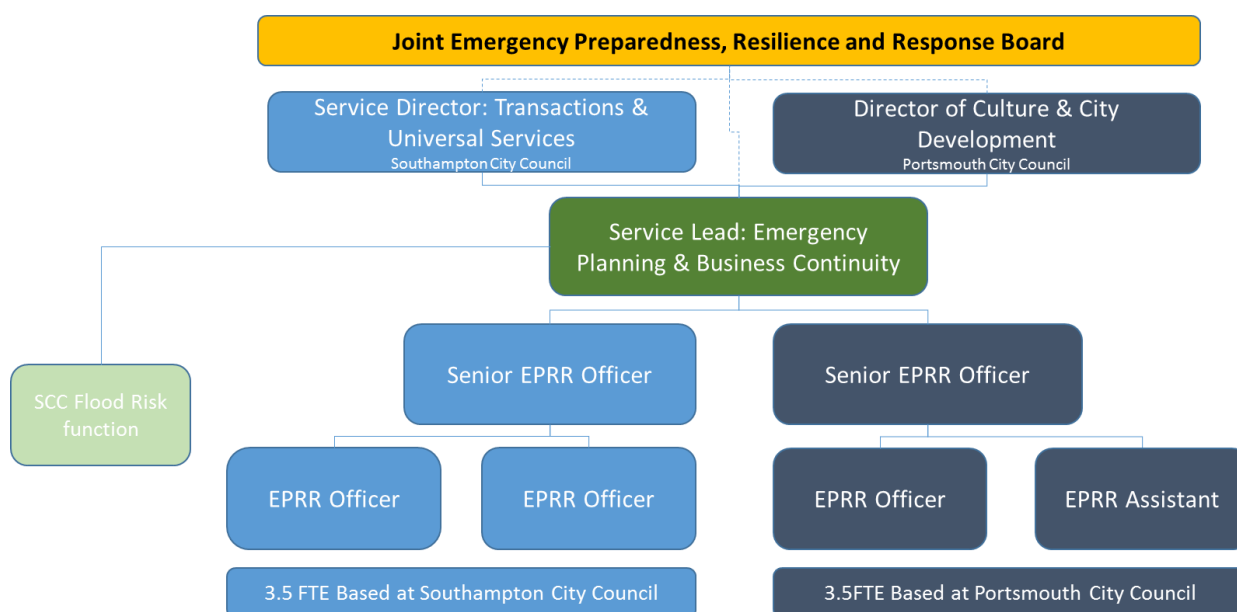 Joint Emergency Preparedness, Resilience and Response Board
Service Director: Transactions &
Universal Services
Southampton City Council
Director of Culture & City
Development
Portsmouth City Council
Service Lead: Emergency
Planning & Business Continuity
Senior EPRR Officer
Senior EPRR Officer
SCC Flood Risk
function
EPRR Officer
EPRR Officer
EPRR Officer
EPRR Assistant
3.5 FTE Based at Southampton City Council
3.5FTE Based at Portsmouth City Council